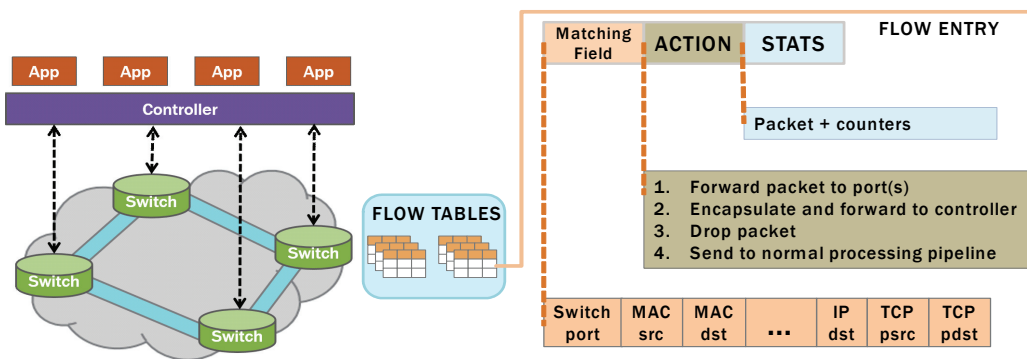 App
App
App
App
Controller
Switch
Switch
Switch
Switch
FLOW TABLES
Matching
Field
ACTION
STATS
FLOW ENTRY
Packet + counters
1. Forward packet to port(s)
2. Encapsulate and forward to controller
3. Drop packet
4. Send to normal processing pipeline
Switch
port
MAC
src
MAC
dst
...
IP
dst
TCP
psrc
TCP
pdst